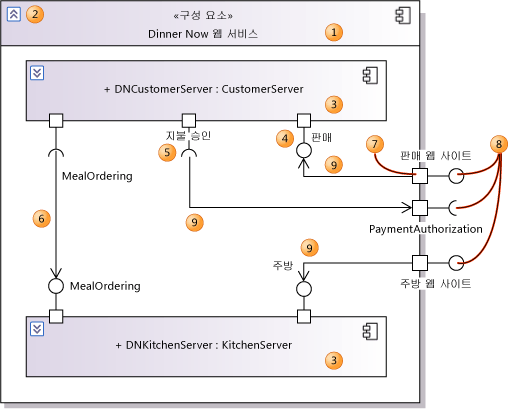 2
«구성 요소»
Dinner Now 웹 서비스
1
+ DNCustomerServer : CustomerServer
3
지불 승인
5
4
판매
7
8
9
판매 웹 사이트
MealOrdering
6
9
PaymentAuthorization
9
주방
MealOrdering
주방 웹 사이트
+ DNKitchenServer : KitchenServer
3